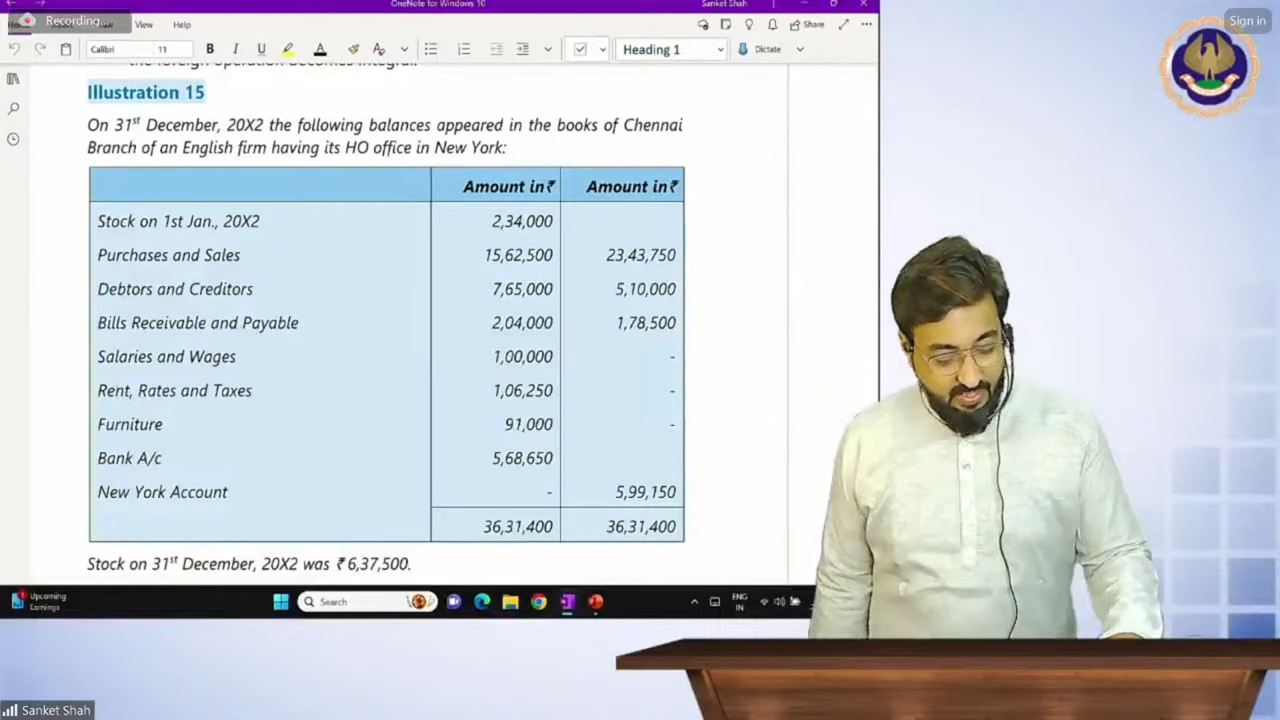 OneNote for Windows 10
Sanket Shah
Recording...
View Help
Share
Sign in
Calibri 11 B I U A Heading 1 Dictate
the foreign operation becomes integral.
Illustration 15
On 31st December, 20X2 the following balances appeared in the books of Chennai
Branch of an English firm having its HO office in New York:
Amount in ₹ Amount in ₹
Stock on 1st Jan., 20X2 2,34,000
Purchases and Sales 15,62,500 23,43,750
Debtors and Creditors 7,65,000 5,10,000
Bills Receivable and Payable 2,04,000 1,78,500
Salaries and Wages 1,00,000 -
Rent, Rates and Taxes 1,06,250 -
Furniture 91,000 -
Bank A/c 5,68,650
New York Account - 5,99,150
36,31,400 36,31,400
Stock on 31st December, 20X2 was ₹ 6,37,500.
Upcoming
Earnings
Search
ENG
IN
Sanket Shah